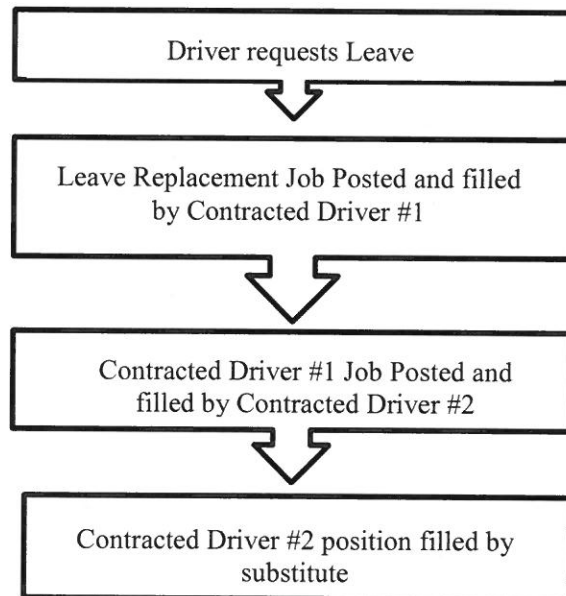 Driver requests Leave
Leave Replacement Job Posted and filled
by Contracted Driver #1
Contracted Driver #1 Job Posted and
filled by Contracted Driver #2
Contracted Driver #2 position filled by
substitute